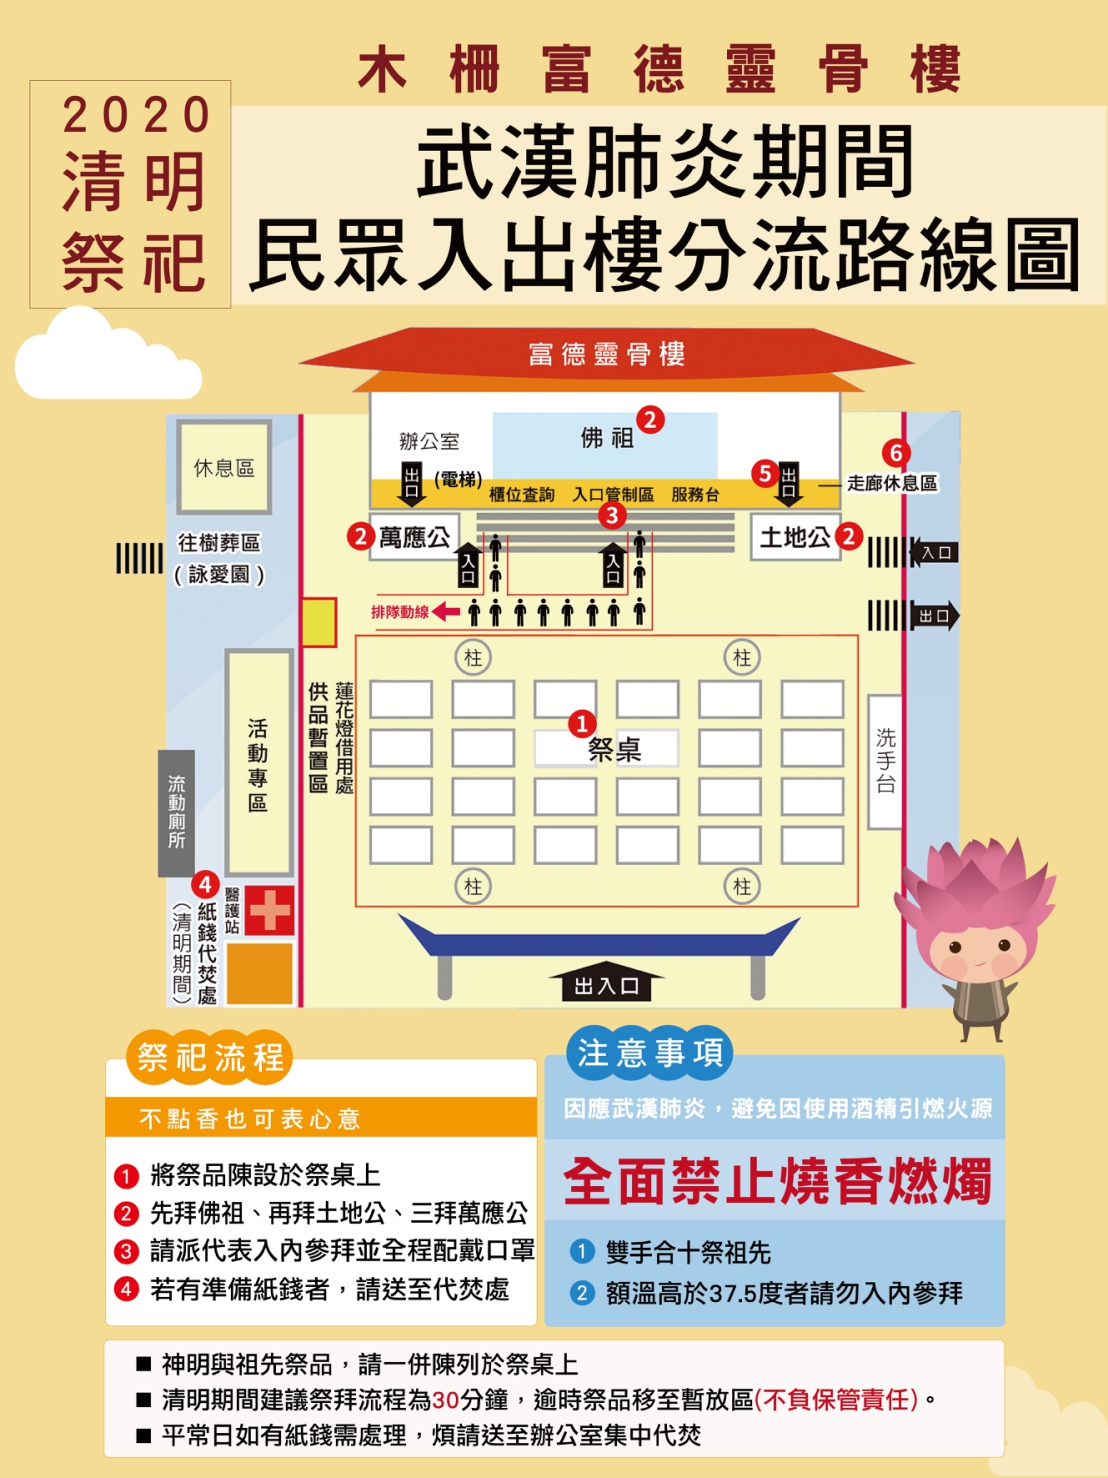 木柵富德靈骨樓
2020
清明
祭祀
武漢肺炎期間
民眾入出樓分流路線圖
富德靈骨樓
休息區
辦公室
佛祖
2
出口
(電梯)
5
出口
6
走廊休息區
櫃位查詢
入口管制區
服務台
3
2
萬應公
土地公
2
往樹葬區
(詠愛園)
入口
入口
入口
出口
排隊動線
柱
柱
蓮花燈借用處
供品暫置區
1
祭桌
活動專區
洗手台
流動廁所
柱
柱
4
紙錢代焚處
(清明期間)
醫護站
出入口
祭祀流程
不點香也可表心意
1 將祭品陳設於祭桌上
2 先拜佛祖、再拜土地公、三拜萬應公
3 請派代表入內參拜並全程配戴口罩
4 若有準備紙錢者，請送至代焚處
注意事項
因應武漢肺炎，避免因使用酒精引燃火源
全面禁止燒香燃燭
1 雙手合十祭祖先
2 額溫高於37.5度者請勿入內參拜
■ 神明與祖先祭品，請一併陳列於祭桌上
■ 清明期間建議祭拜流程為30分鐘，逾時祭品移至暫放區(不負保管責任)。
■ 平常日如有紙錢需處理，煩請送至辦公室集中代焚